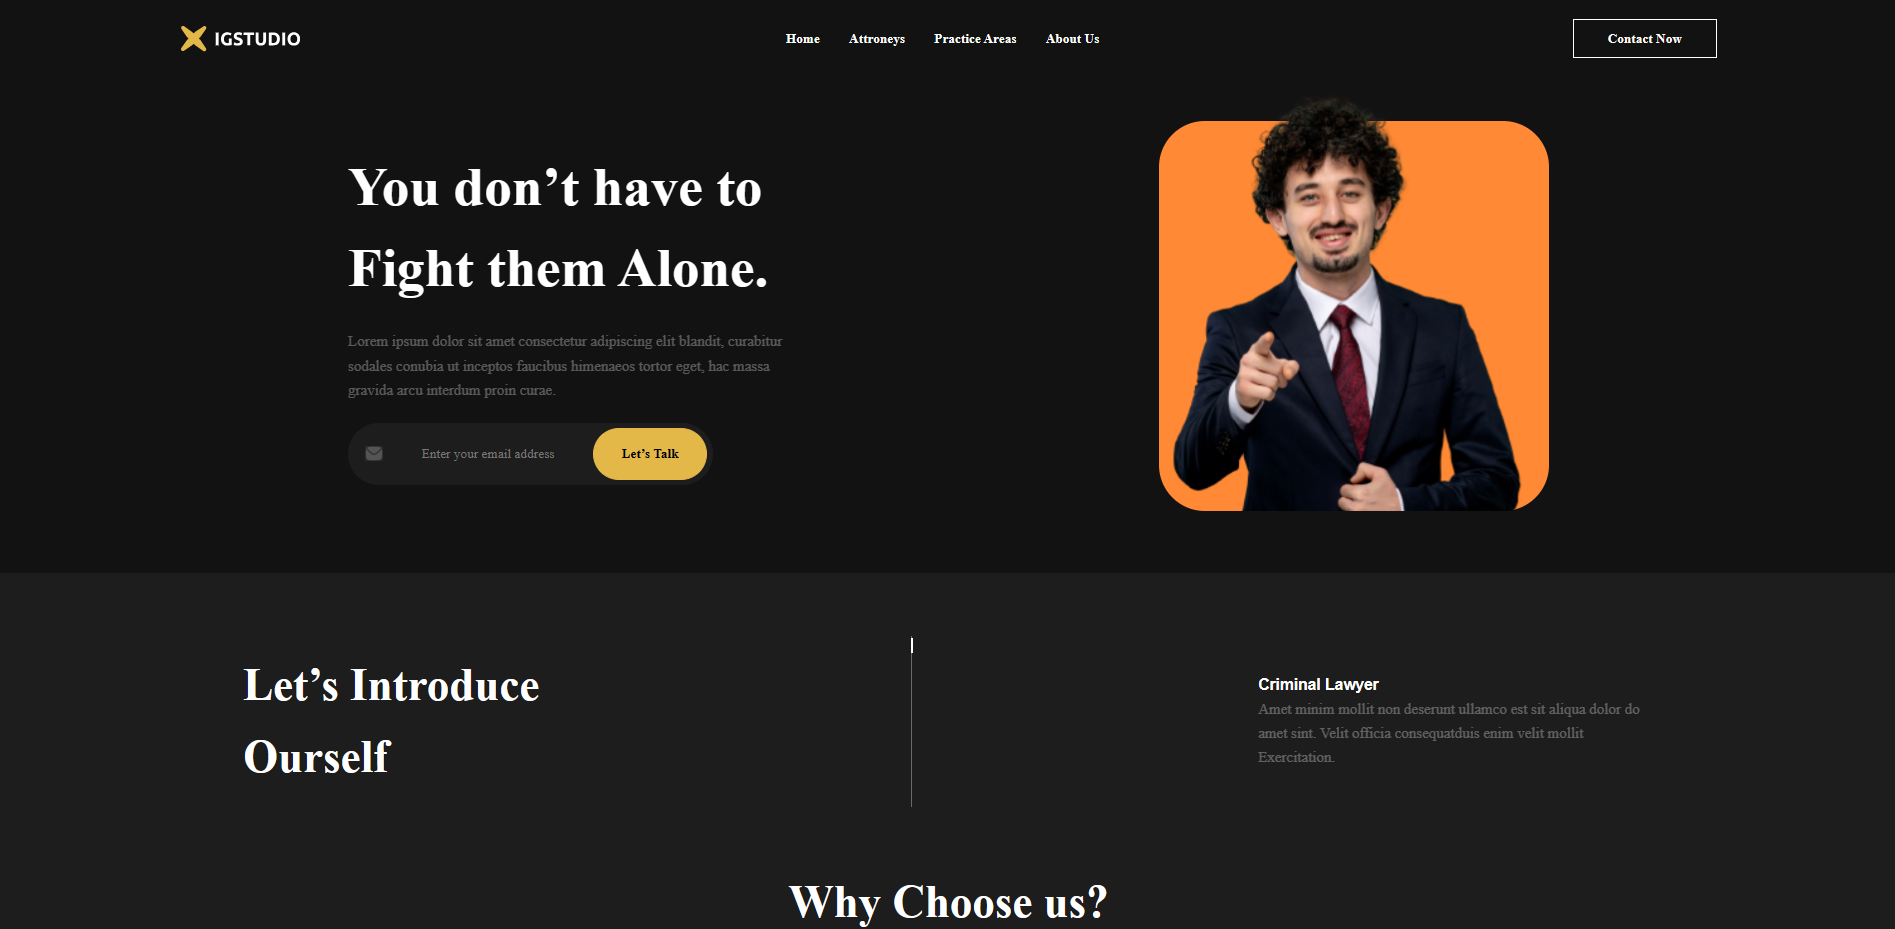 IGSTUDIO
Home
Attroneys
Practice Areas
About Us
Contact Now
You don’t have to
Fight them Alone.
Lorem ipsum dolor sit amet consectetur adipiscing elit blandit, curabitur
sodales conubia ut inceptos faucibus himenaeos tortor eget, hac massa
gravida arcu interdum proin curae.
Enter your email address
Let’s Talk
Let’s Introduce
Ourself
Criminal Lawyer
Amet minim mollit non deserunt ullamco est sit aliqua dolor do
amet sint. Velit officia consequatduis enim velit mollit
Exercitation.
Why Choose us?